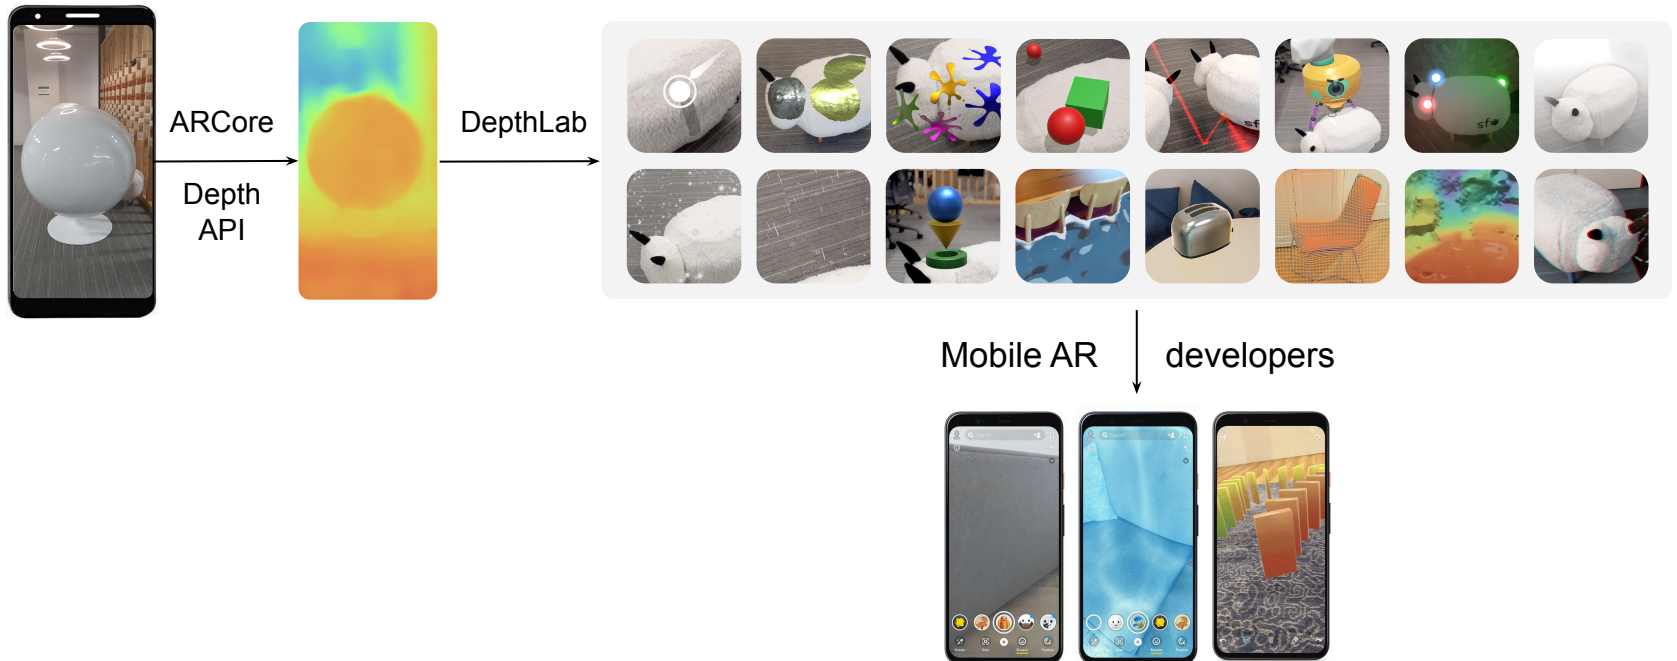 ARCore
Depth
API
DepthLab
Mobile AR developers